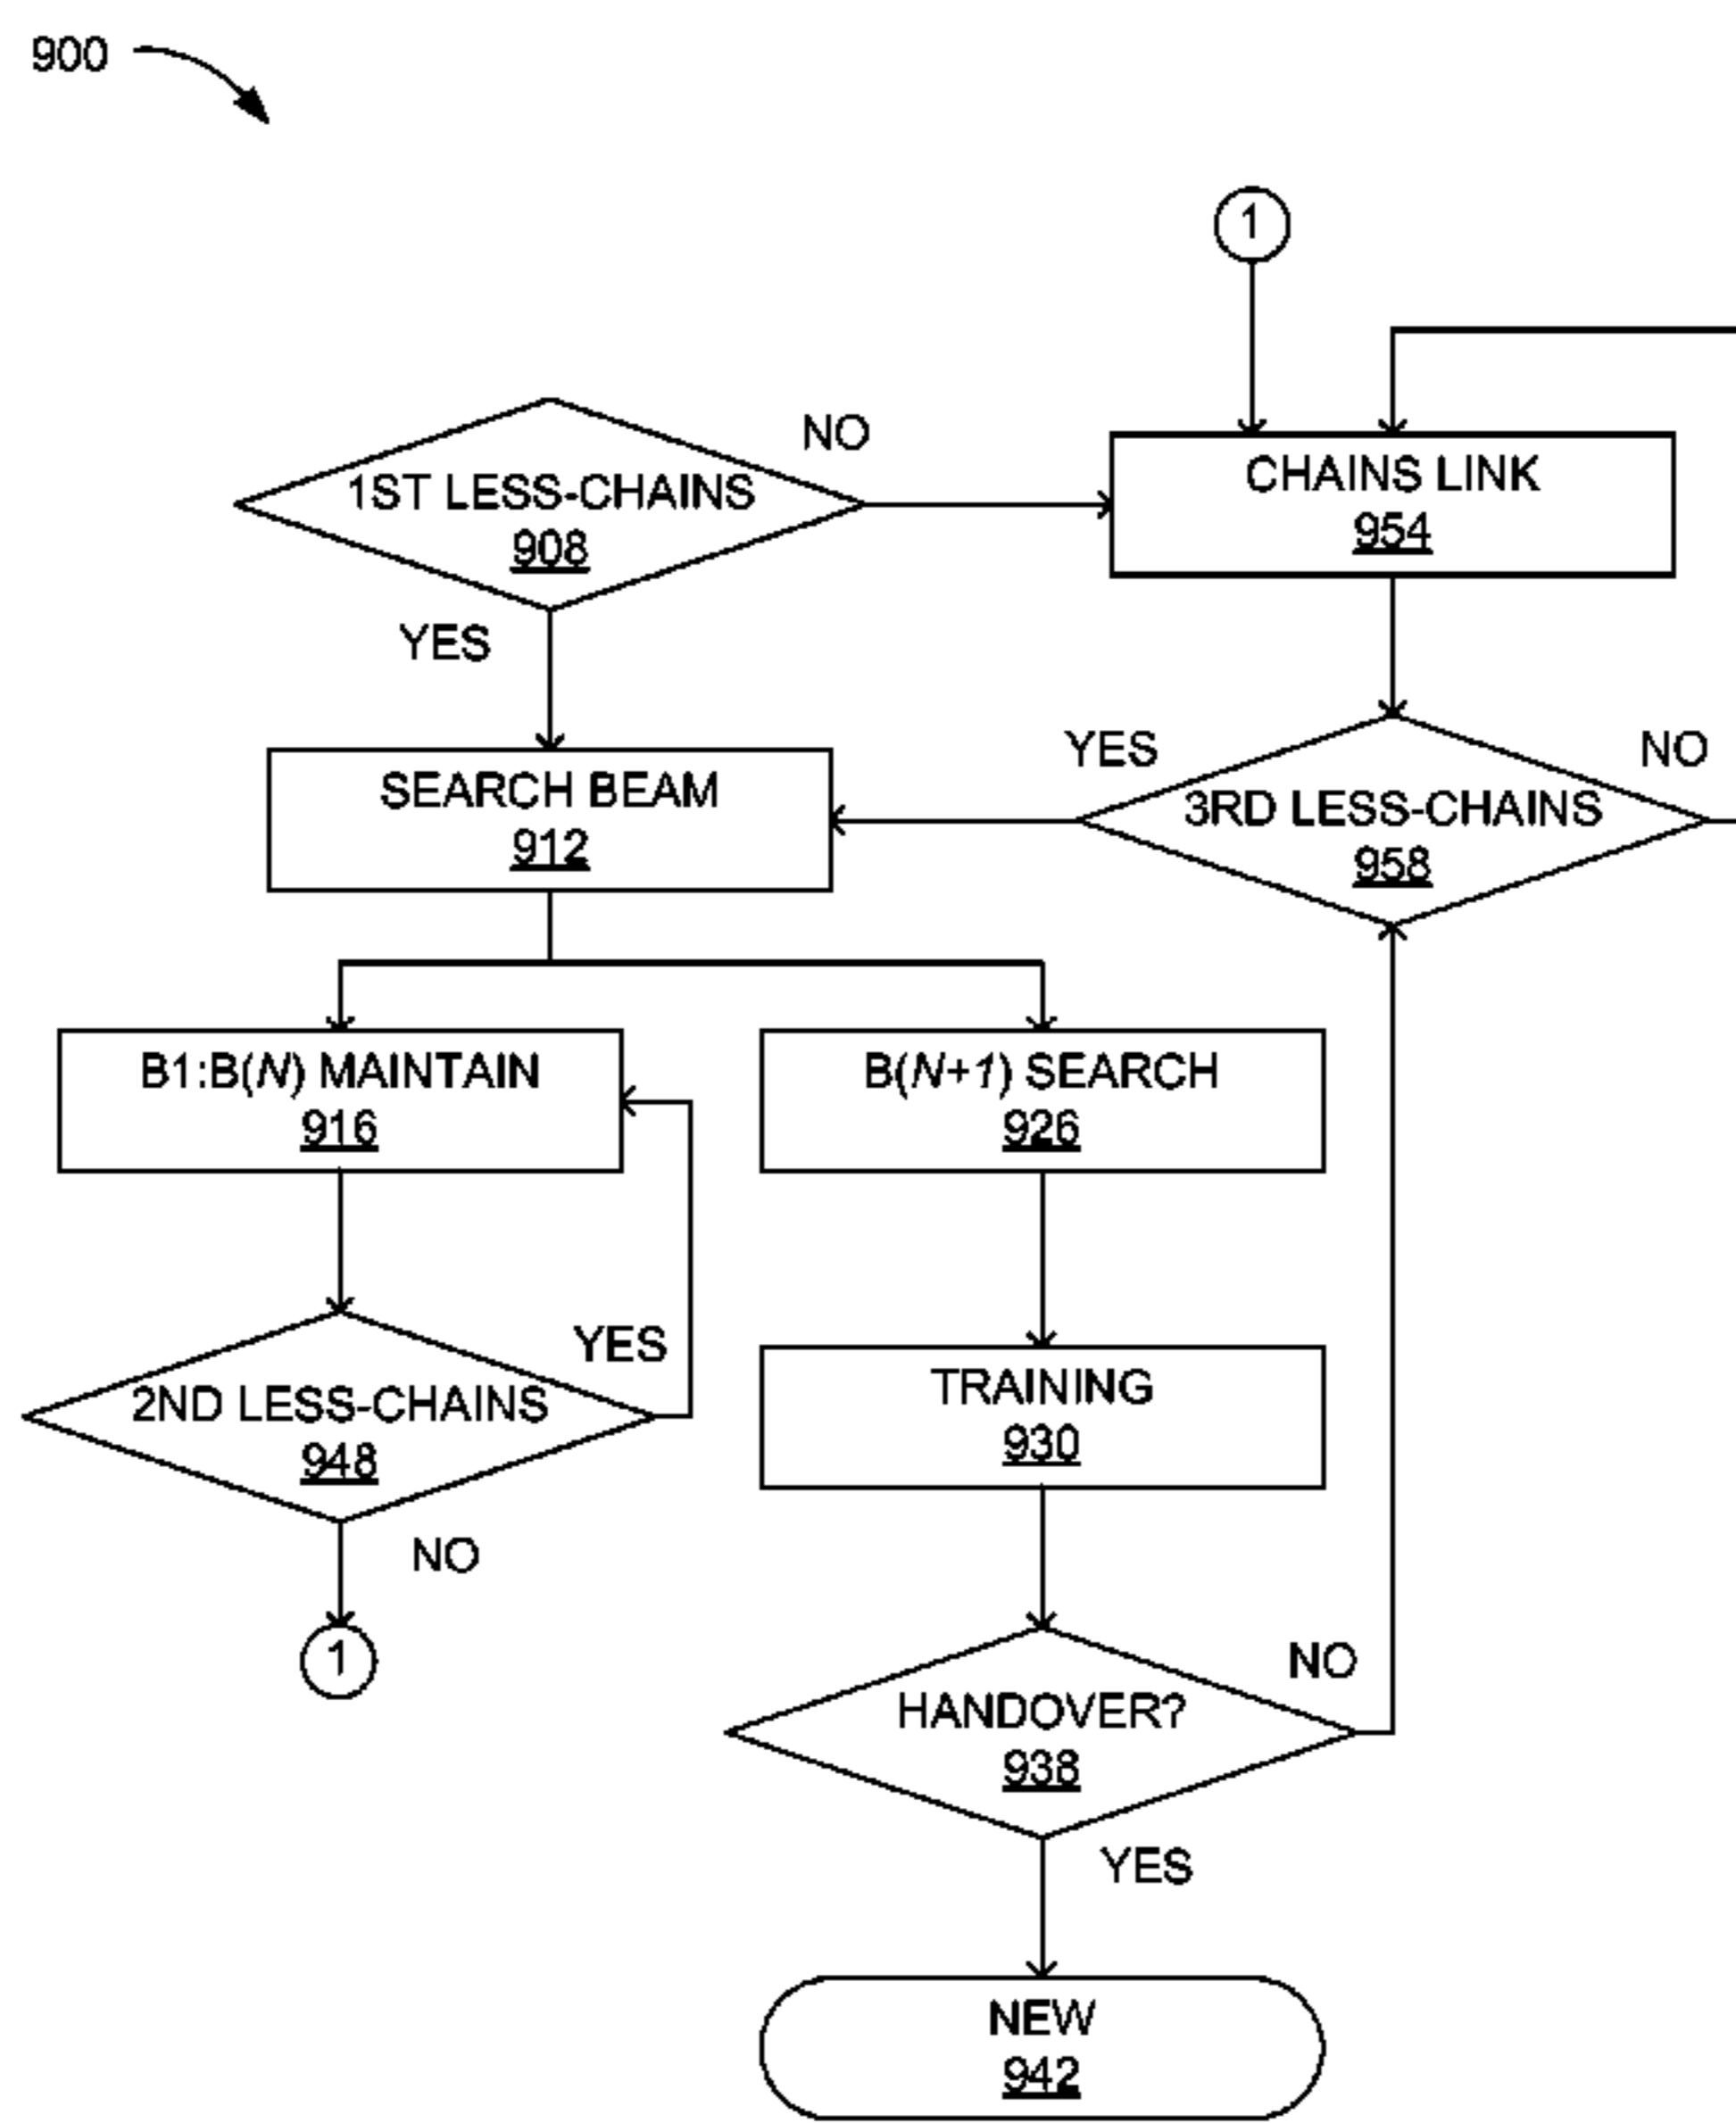 900
1
NO
1ST LESS-CHAINS
908
CHAINS LINK
954
YES
SEARCH BEAM
912
YES
NO
3RD LESS-CHAINS
958
B1:B(N) MAINTAIN
916
B(N+1) SEARCH
926
YES
2ND LESS-CHAINS
948
TRAINING
930
NO
1
NO
HANDOVER?
938
YES
NEW
942